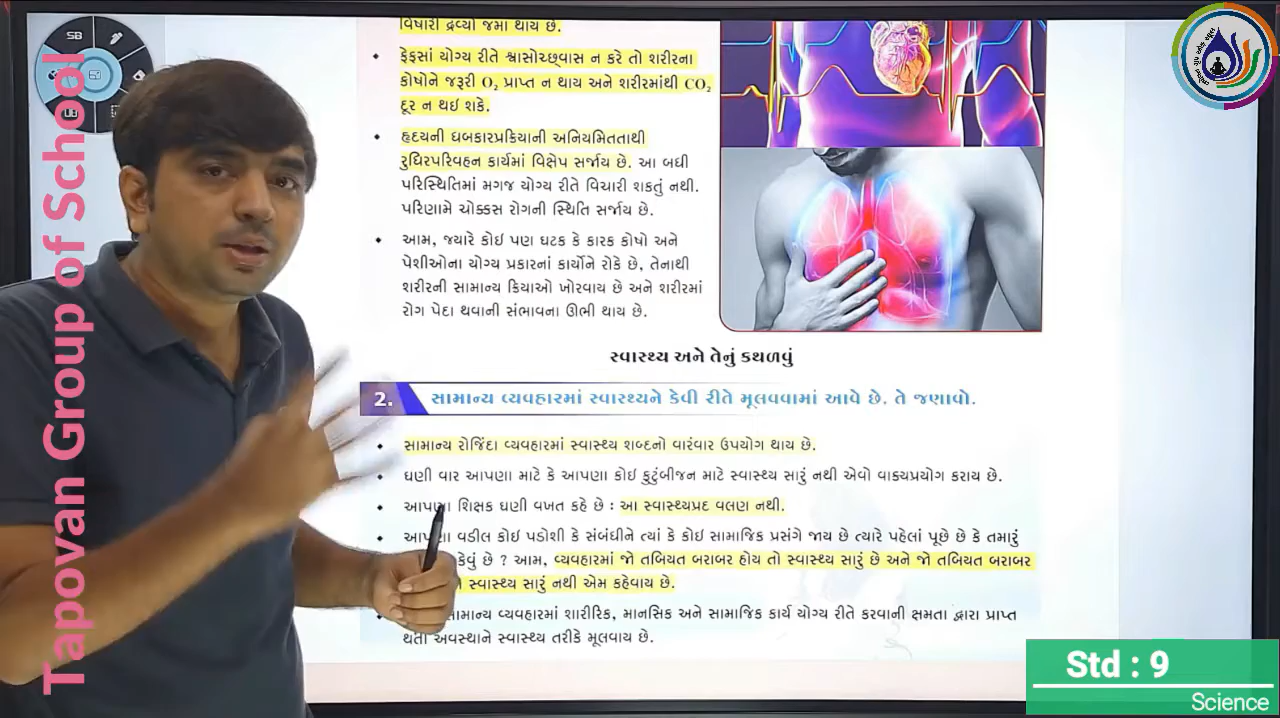 SB
Tapovan Group of School
વિષારી દ્રવ્યો જમા થાય છે.
• ફેફસાં યોગ્ય રીતે શ્વાસોચ્છ્વાસ ન કરે તો શરીરના
કોષોને જરૂરી O₂ પ્રાપ્ત ન થાય અને શરીરમાંથી CO₂
દૂર ન થઇ શકે.
• હૃદયની ધબકારપ્રક્રિયાની અનિયમિતતાથી
રુધિરપરિવહન કાર્યમાં વિક્ષેપ સર્જાય છે. આ બધી
પરિસ્થિતિમાં મગજ યોગ્ય રીતે વિચારી શકતું નથી.
પરિણામે ચોક્કસ રોગની સ્થિતિ સર્જાય છે.
• આમ, જ્યારે કોઇ પણ ઘટક કે કારક કોષો અને
પેશીઓના યોગ્ય પ્રકારનાં કાર્યોને રોકે છે, તેનાથી
શરીરની સામાન્ય ક્રિયાઓ ખોરવાય છે અને શરીરમાં
રોગ પેદા થવાની સંભાવના ઊભી થાય છે.
સ્વાસ્થ્ય અને તેનું કથળવું
2. સામાન્ય વ્યવહારમાં સ્વાસ્થ્યને કેવી રીતે મૂલવવામાં આવે છે. તે જણાવો.
• સામાન્ય રોજિંદા વ્યવહારમાં સ્વાસ્થ્ય શબ્દનો વારંવાર ઉપયોગ થાય છે.
• ઘણી વાર આપણા માટે કે આપણા કોઇ કુટુંબીજન માટે સ્વાસ્થ્ય સારું નથી એવો વાક્યપ્રયોગ કરાય છે.
• આપણા શિક્ષક ઘણી વખત કહે છે : આ સ્વાસ્થ્યપ્રદ વલણ નથી.
• આપણા વડીલ કોઇ પડોશી કે સંબંધીને ત્યાં કે કોઇ સામાજિક પ્રસંગે જાય છે ત્યારે પહેલાં પૂછે છે કે તમારું
કેવું છે ? આમ, વ્યવહારમાં જો તબિયત બરાબર હોય તો સ્વાસ્થ્ય સારું છે અને જો તબિયત બરાબર
સ્વાસ્થ્ય સારું નથી એમ કહેવાય છે.
સામાન્ય વ્યવહારમાં શારીરિક, માનસિક અને સામાજિક કાર્ય યોગ્ય રીતે કરવાની ક્ષમતા દ્વારા પ્રાપ્ત
થતી અવસ્થાને સ્વાસ્થ્ય તરીકે મૂલવાય છે.
Std : 9
Science